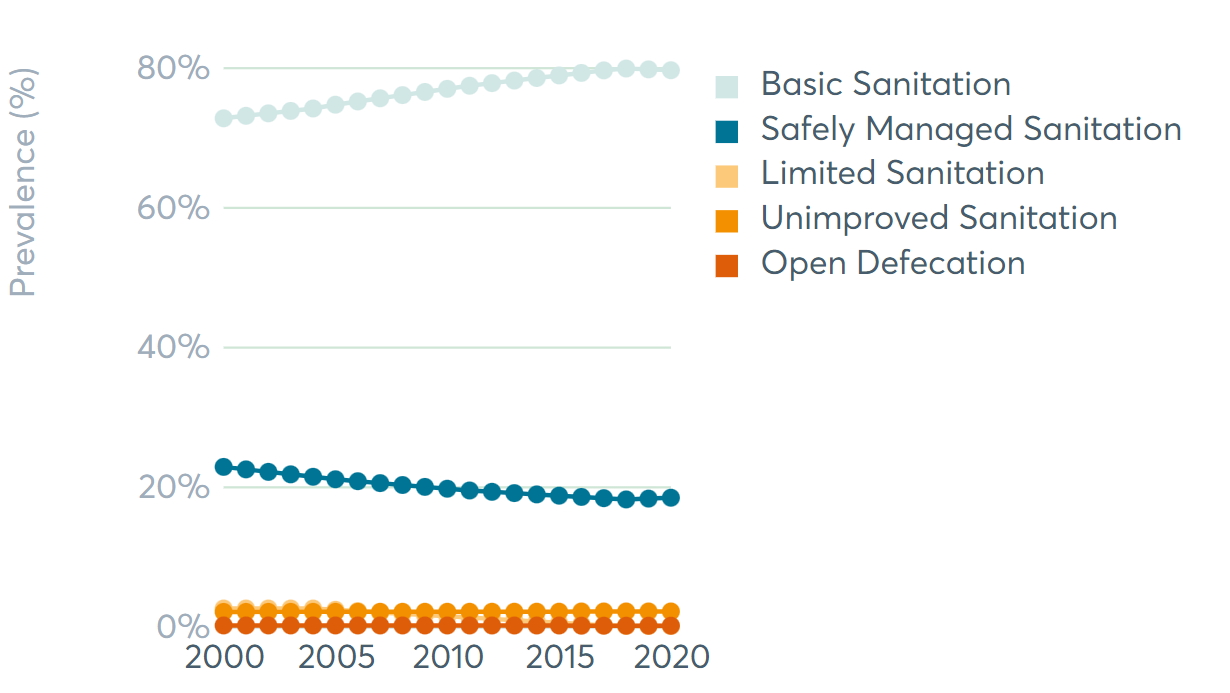 Prevalence (%)
80%
60%
40%
20%
0%
2000 2005 2010 2015 2020
Basic Sanitation
Safely Managed Sanitation
Limited Sanitation
Unimproved Sanitation
Open Defecation